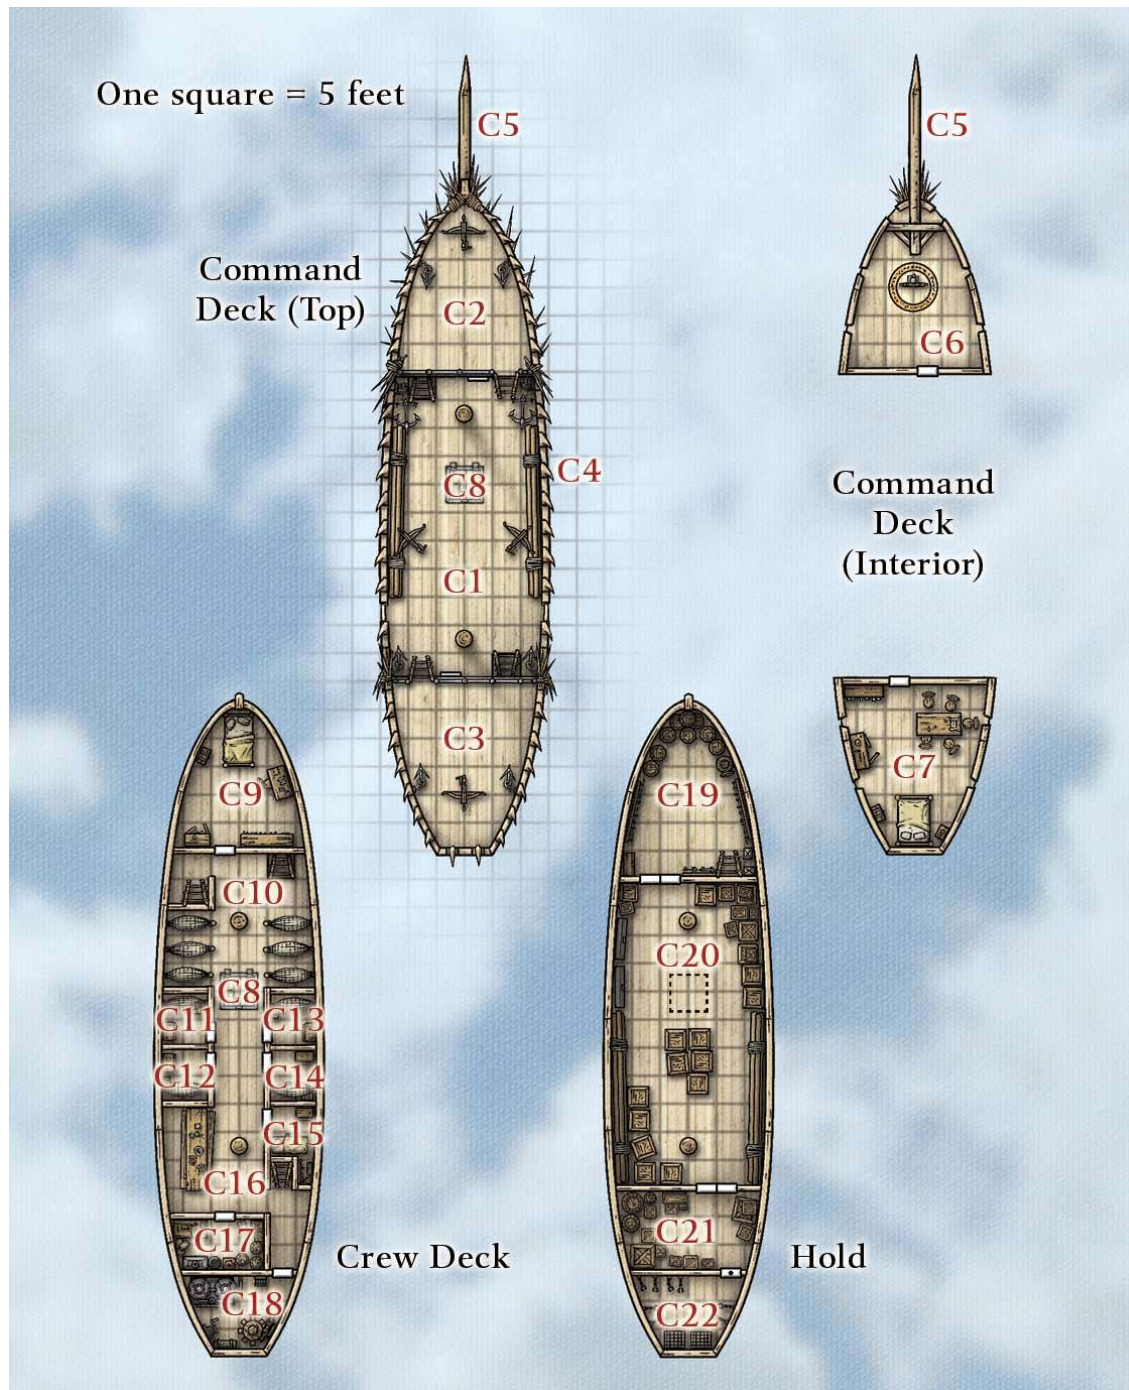 One square = 5 feet
C5
C5
Command
Deck (Top)
C2
C6
C8
C4
Command
Deck
(Interior)
C1
C3
C7
C9
C19
C10
C20
C8
C11
C13
C12
C14
C15
C16
C17
C21
Crew Deck
Hold
C18
C22